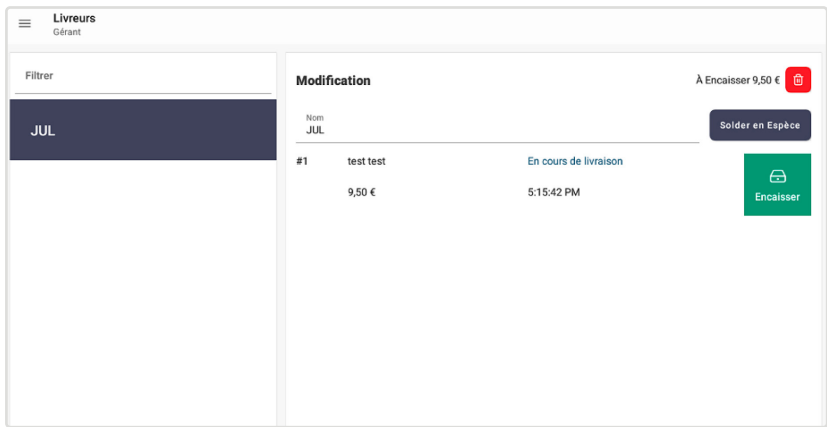 Livreurs
Gérant
Filtrer
JUL
Modification
À Encaisser 9,50 €
Nom
JUL
Solder en Espèce
#1 test test En cours de livraison
9,50 € 5:15:42 PM
Encaisser